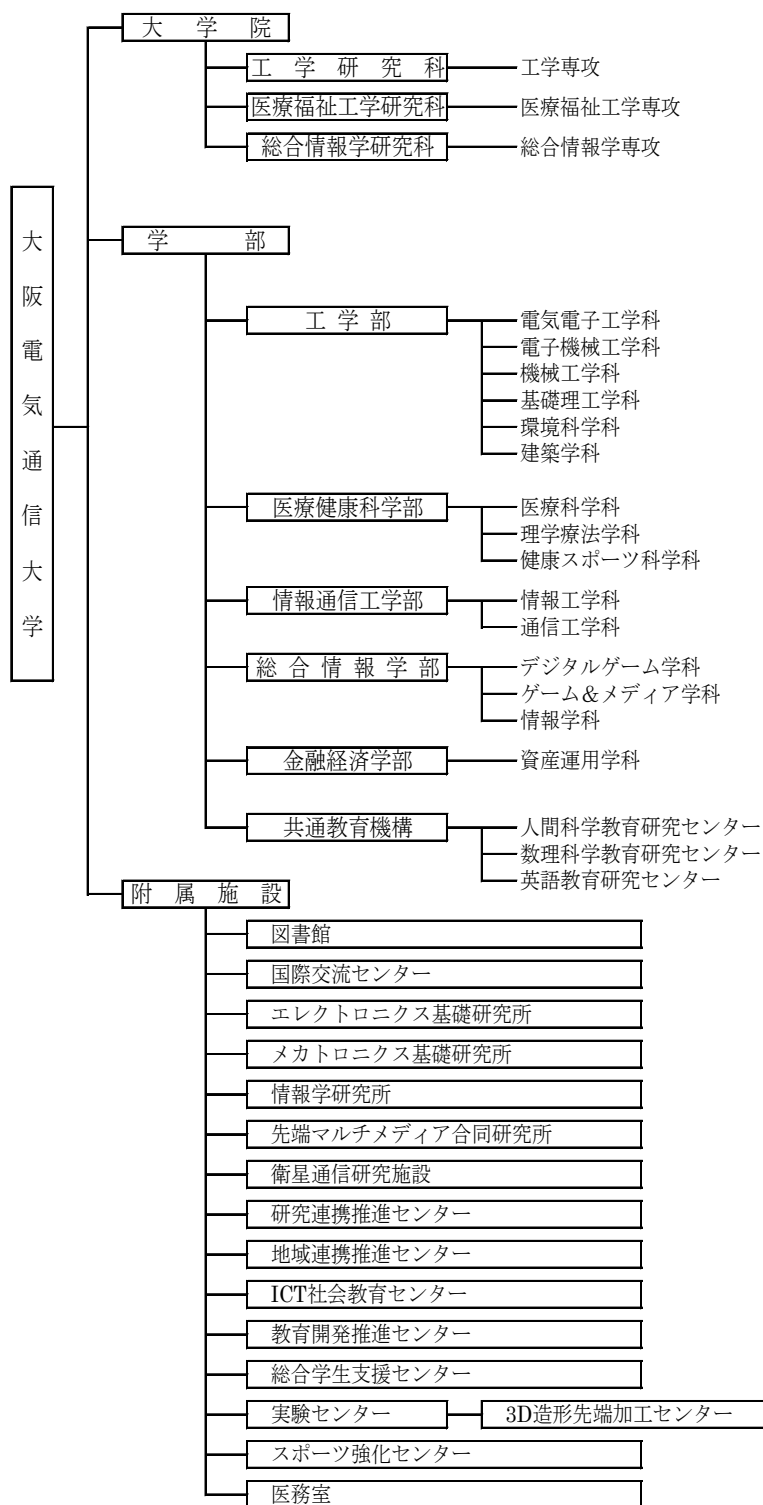 大阪電気通信大学
大学院
工学研究科 工学専攻
医療福祉工学研究科 医療福祉工学専攻
総合情報学研究科 総合情報学専攻
学部
工学部 電気電子工学科
電子機械工学科
機械工学科
基礎理工学科
環境科学科
建築学科
医療健康科学部 医療科学科
理学療法学科
健康スポーツ科学科
情報通信工学部 情報工学科
通信工学科
総合情報学部 デジタルゲーム学科
ゲーム&メディア学科
情報学科
金融経済学部 資産運用学科
共通教育機構 人間科学教育研究センター
数理科学教育研究センター
英語教育研究センター
附属施設
図書館
国際交流センター
エレクトロニクス基礎研究所
メカトロニクス基礎研究所
情報学研究所
先端マルチメディア合同研究所
衛星通信研究施設
研究連携推進センター
地域連携推進センター
ICT社会教育センター
教育開発推進センター
総合学生支援センター
実験センター 3D造形先端加工センター
スポーツ強化センター
医務室